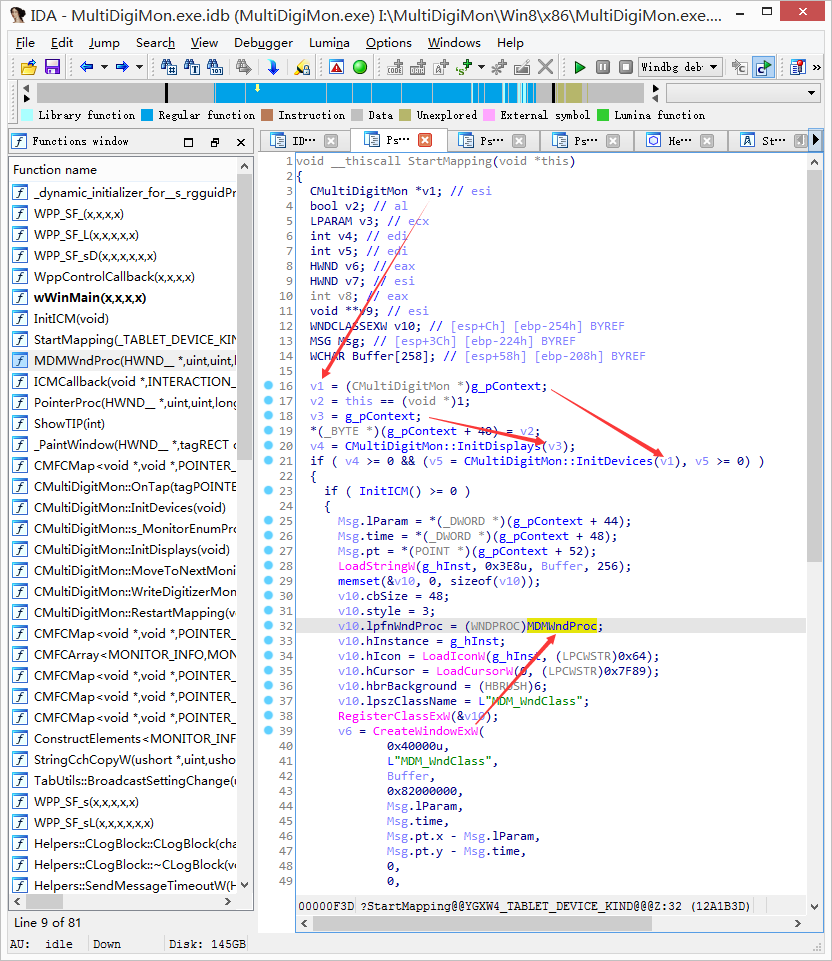 IDA - MultiDigiMon.exe.idb (MultiDigiMon.exe) I:\MultiDigiMon\Win8\x86\MultiDigiMon.exe....
File Edit Jump Search View Debugger Lumina Options Windows Help
Windbg deb
Library function Regular function Instruction Data Unexplored External symbol Lumina function
Functions window
ID… Ps… Ps… Ps… He… St…
Function name
_dynamic_initializer_for__s_rgguidPr
WPP_SF_(x,x,x,x)
WPP_SF_L(x,x,x,x,x)
WPP_SF_sD(x,x,x,x,x,x)
WppControlCallback(x,x,x,x)
wWinMain(x,x,x,x)
InitICM(void)
StartMapping(_TABLET_DEVICE_KIN
MDMWndProc(HWND__ *,uint,uint,l
ICMCallback(void *,INTERACTION_
PointerProc(HWND__ *,uint,uint,long
ShowTIP(int)
_PaintWindow(HWND__ *,tagRECT c
CMFCMap<void *,void *,POINTER_
CMultiDigitMon::OnTap(tagPOINTE
CMultiDigitMon::InitDevices(void)
CMultiDigitMon::s_MonitorEnumPro
CMultiDigitMon::InitDisplays(void)
CMultiDigitMon::MoveToNextMoni
CMultiDigitMon::WriteDigitizerMon
CMultiDigitMon::RestartMapping(v
CMFCMap<void *,void *,POINTER_
CMFCArray<MONITOR_INFO,MON
CMFCMap<void *,void *,POINTER_
CMFCMap<void *,void *,POINTER_
CMFCMap<void *,void *,POINTER_
ConstructElements<MONITOR_INF
StringCchCopyW(ushort *,uint,usho
TabUtils::BroadcastSettingChange(u
WPP_SF_s(x,x,x,x,x)
WPP_SF_sL(x,x,x,x,x,x)
Helpers::CLogBlock::CLogBlock(cha
Helpers::CLogBlock::~CLogBlock(vo
Helpers::SendMessageTimeoutW(H
Line 9 of 81
1 void __thiscall StartMapping(void *this)
2 {
3 CMultiDigitMon *v1; // esi
4 bool v2; // al
5 LPARAM v3; // ecx
6 int v4; // edi
7 int v5; // edi
8 HWND v6; // eax
9 HWND v7; // esi
10 int v8; // eax
11 void **v9; // esi
12 WNDCLASSEXW v10; // [esp+Ch] [ebp-254h] BYREF
13 MSG Msg; // [esp+3Ch] [ebp-224h] BYREF
14 WCHAR Buffer[258]; // [esp+58h] [ebp-208h] BYREF
15
16 v1 = (CMultiDigitMon *)g_pContext;
17 v2 = this == (void *)1;
18 v3 = g_pContext;
19 *(_BYTE *)(g_pContext + 40) = v2;
20 v4 = CMultiDigitMon::InitDisplays(v3);
21 if ( v4 >= 0 && (v5 = CMultiDigitMon::InitDevices(v1), v5 >= 0) )
22 {
23 if ( InitICM() >= 0 )
24 {
25 Msg.lParam = *(_DWORD *)(g_pContext + 44);
26 Msg.time = *(_DWORD *)(g_pContext + 48);
27 Msg.pt = *(POINT *)(g_pContext + 52);
28 LoadStringW(g_hInst, 0x3E8u, Buffer, 256);
29 memset(&v10, 0, sizeof(v10));
30 v10.cbSize = 48;
31 v10.style = 3;
32 v10.lpfnWndProc = (WNDPROC)MDMWndProc;
33 v10.hInstance = g_hInst;
34 v10.hIcon = LoadIconW(g_hInst, (LPCWSTR)0x64);
35 v10.hCursor = LoadCursorW(0, (LPCWSTR)0x7F89);
36 v10.hbrBackground = (HBRUSH)6;
37 v10.lpszClassName = L"MDM_WndClass";
38 RegisterClassExW(&v10);
39 v6 = CreateWindowExW(
40 0x40000u,
41 L"MDM_WndClass",
42 Buffer,
43 0x82000000,
44 Msg.lParam,
45 Msg.time,
46 Msg.pt.x - Msg.lParam,
47 Msg.pt.y - Msg.time,
48 0,
49 0,
00000F3D ?StartMapping@@YGXW4_TABLET_DEVICE_KIND@@@Z:32 (12A1B3D)
AU: idle Down Disk: 145GB